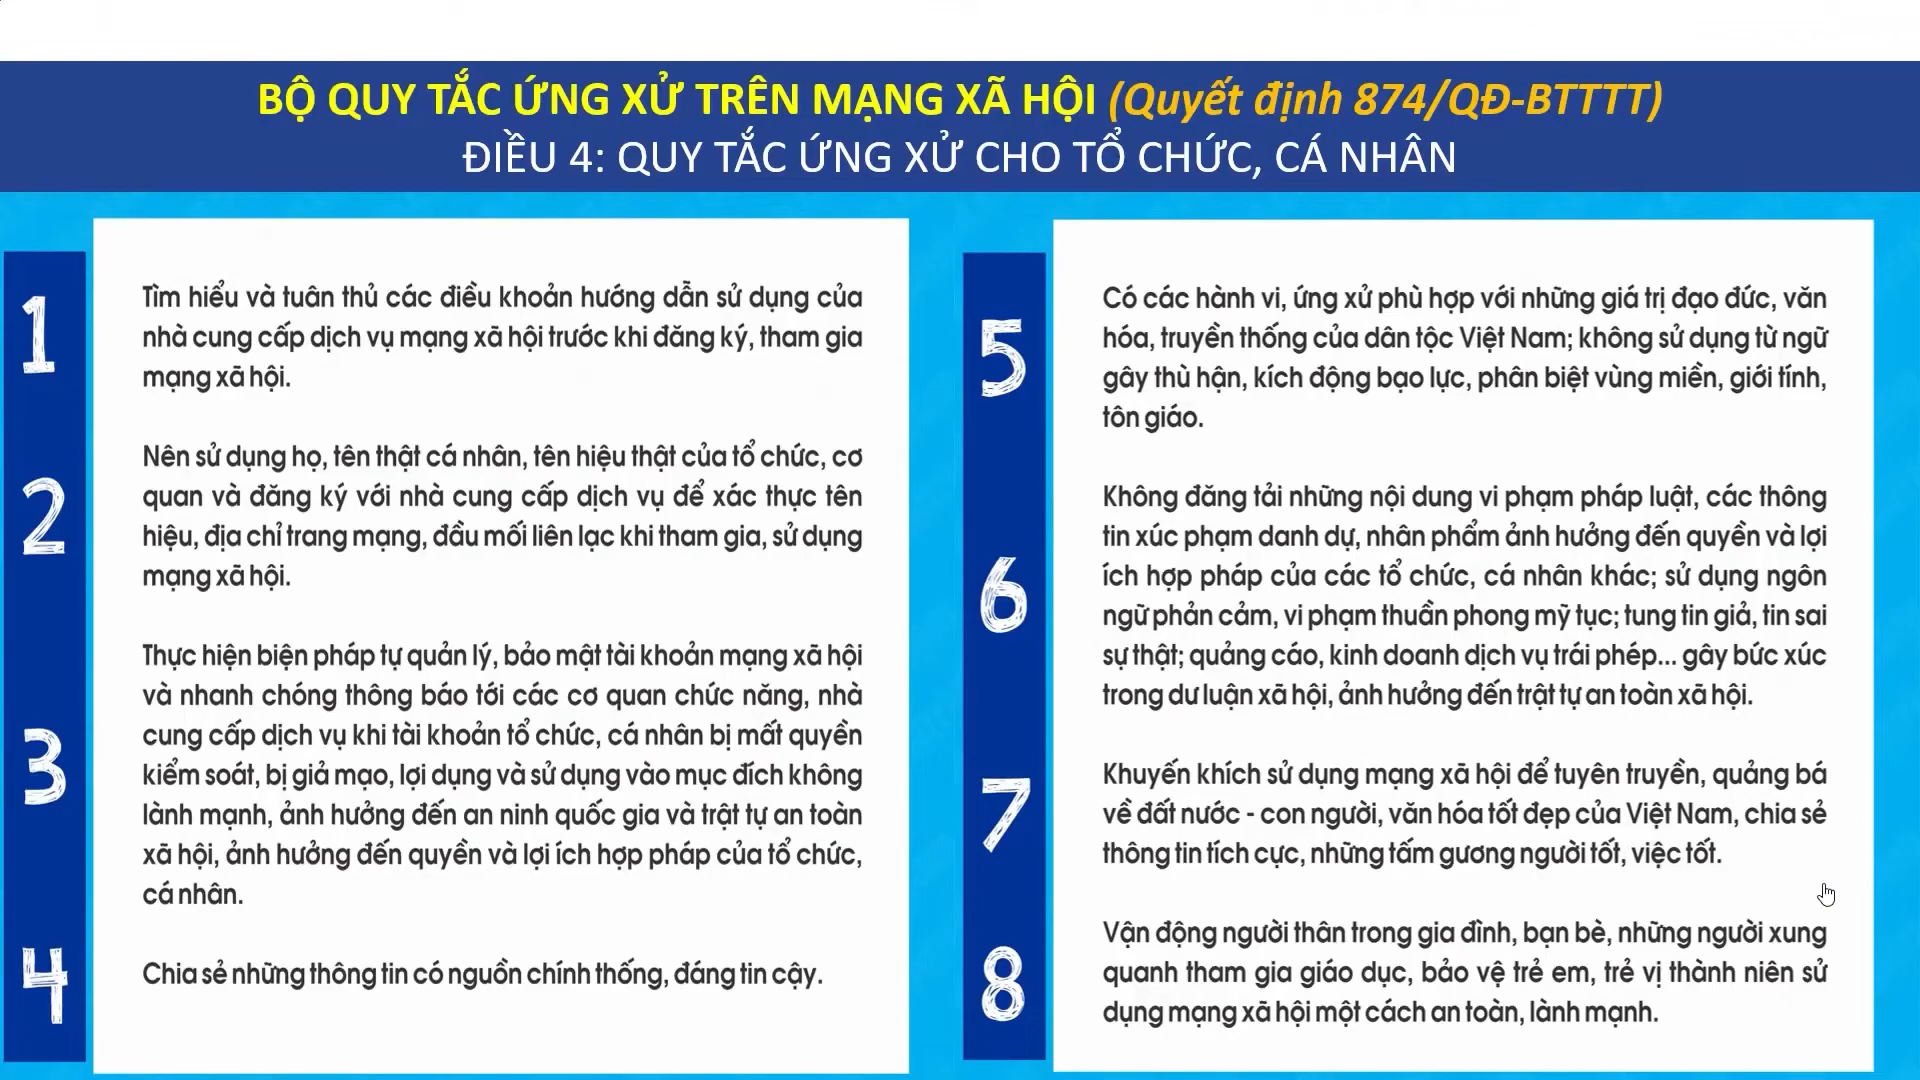 BỘ QUY TẮC ỨNG XỬ TRÊN MẠNG XÃ HỘI (Quyết định 874/QĐ-BTTTT)
ĐIỀU 4: QUY TẮC ỨNG XỬ CHO TỔ CHỨC, CÁ NHÂN
1
Tìm hiểu và tuân thủ các điều khoản hướng dẫn sử dụng của
nhà cung cấp dịch vụ mạng xã hội trước khi đăng ký, tham gia
mạng xã hội.
2
Nên sử dụng họ, tên thật cá nhân, tên hiệu thật của tổ chức, cơ
quan và đăng ký với nhà cung cấp dịch vụ để xác thực tên
hiệu, địa chỉ trang mạng, đầu mối liên lạc khi tham gia, sử dụng
mạng xã hội.
3
Thực hiện biện pháp tự quản lý, bảo mật tài khoản mạng xã hội
và nhanh chóng thông báo tới các cơ quan chức năng, nhà
cung cấp dịch vụ khi tài khoản tổ chức, cá nhân bị mất quyền
kiểm soát, bị giả mạo, lợi dụng và sử dụng vào mục đích không
lành mạnh, ảnh hưởng đến an ninh quốc gia và trật tự an toàn
xã hội, ảnh hưởng đến quyền và lợi ích hợp pháp của tổ chức,
cá nhân.
4
Chia sẻ những thông tin có nguồn chính thống, đáng tin cậy.
5
Có các hành vi, ứng xử phù hợp với những giá trị đạo đức, văn
hóa, truyền thống của dân tộc Việt Nam; không sử dụng từ ngữ
gây thù hận, kích động bạo lực, phân biệt vùng miền, giới tính,
tôn giáo.
6
Không đăng tải những nội dung vi phạm pháp luật, các thông
tin xúc phạm danh dự, nhân phẩm ảnh hưởng đến quyền và lợi
ích hợp pháp của các tổ chức, cá nhân khác; sử dụng ngôn
ngữ phản cảm, vi phạm thuần phong mỹ tục; tung tin giả, tin sai
sự thật; quảng cáo, kinh doanh dịch vụ trái phép... gây bức xúc
trong dư luận xã hội, ảnh hưởng đến trật tự an toàn xã hội.
7
Khuyến khích sử dụng mạng xã hội để tuyên truyền, quảng bá
về đất nước - con người, văn hóa tốt đẹp của Việt Nam, chia sẻ
thông tin tích cực, những tấm gương người tốt, việc tốt.
8
Vận động người thân trong gia đình, bạn bè, những người xung
quanh tham gia giáo dục, bảo vệ trẻ em, trẻ vị thành niên sử
dụng mạng xã hội một cách an toàn, lành mạnh.